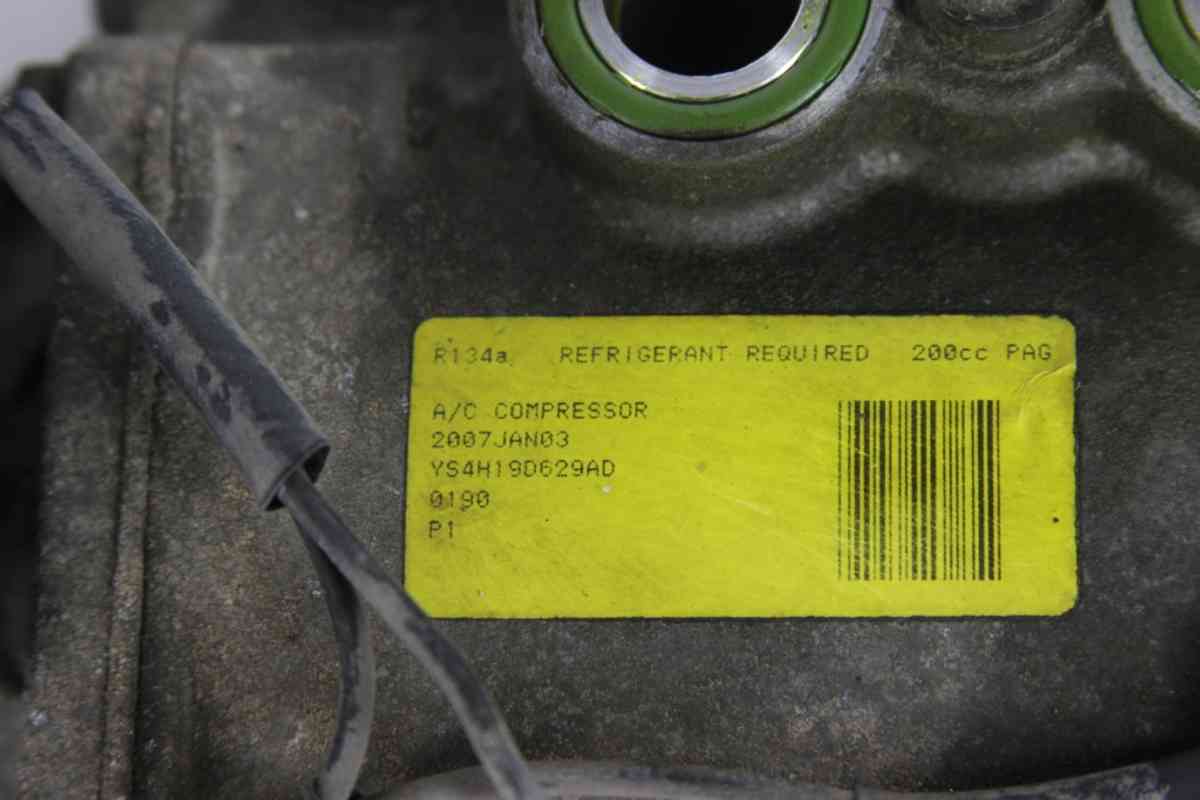 R134a REFRIGERANT REQUIRED 200cc PAG
A/C COMPRESSOR
2007JAN03
YS4H19D629AD
0190
P1